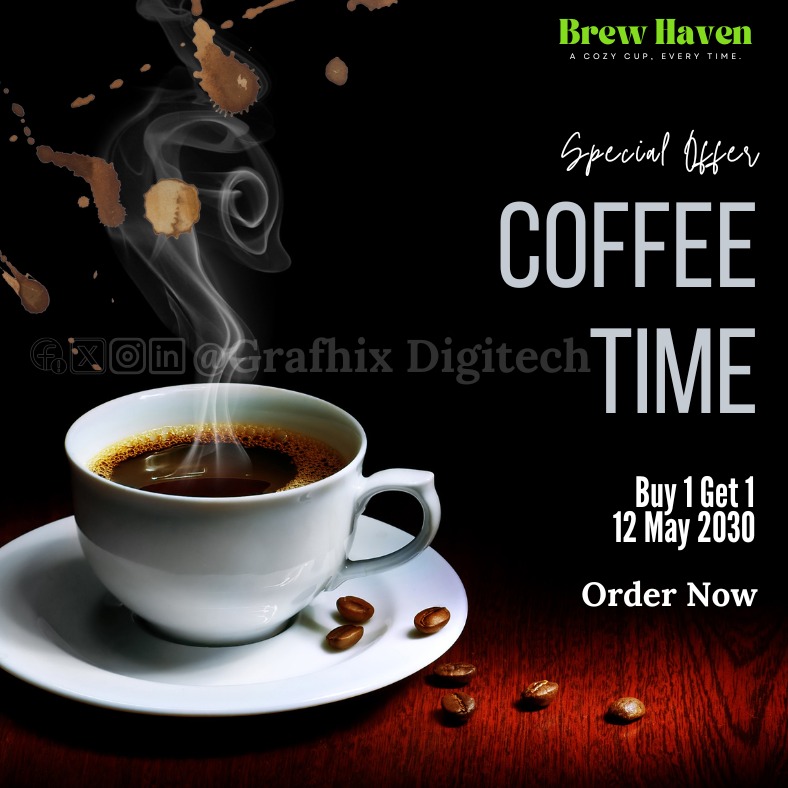 Brew Haven
A COZY CUP, EVERY TIME.
Special Offer
COFFEE
TIME
@Grafhix Digitech
Buy 1 Get 1
12 May 2030
Order Now